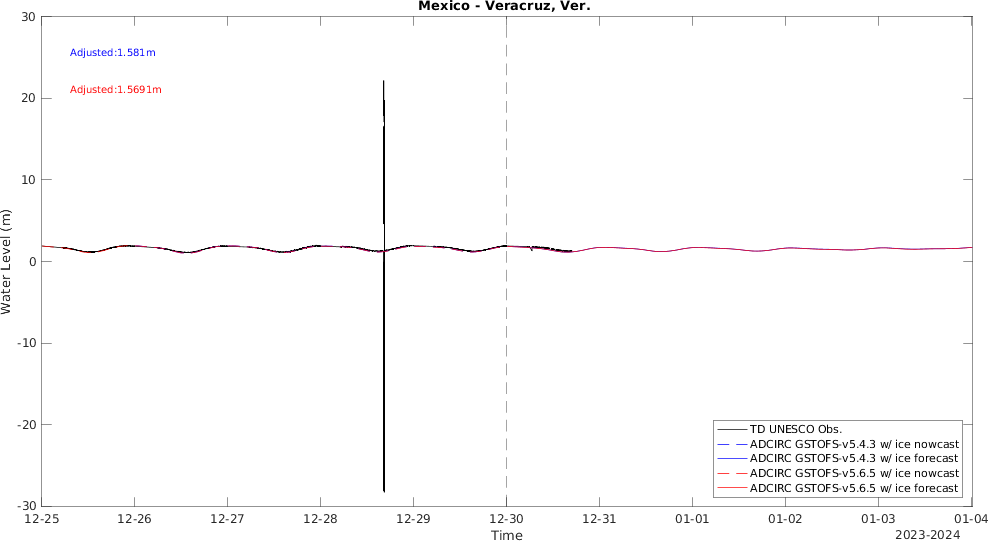 Mexico - Veracruz, Ver.
30
20
10
0
-10
-20
-30
Water Level (m)
Adjusted:1.581m
Adjusted:1.5691m
TD UNESCO Obs.
ADCIRC GSTOFS-v5.4.3 w/ ice nowcast
ADCIRC GSTOFS-v5.4.3 w/ ice forecast
ADCIRC GSTOFS-v5.6.5 w/ ice nowcast
ADCIRC GSTOFS-v5.6.5 w/ ice forecast
12-25 12-26 12-27 12-28 12-29 12-30 12-31 01-01 01-02 01-03 01-04
Time
2023-2024